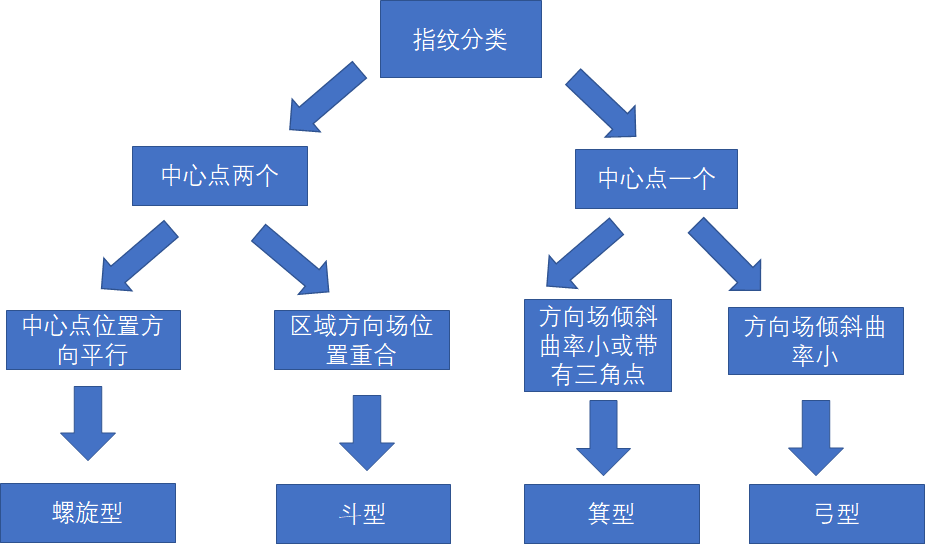 指纹分类
中心点两个
中心点一个
中心点位置方
向平行
区域方向场位
置重合
方向场倾斜
曲率小或带
有三角点
方向场倾斜曲
率小
螺旋型
斗型
箕型
弓型